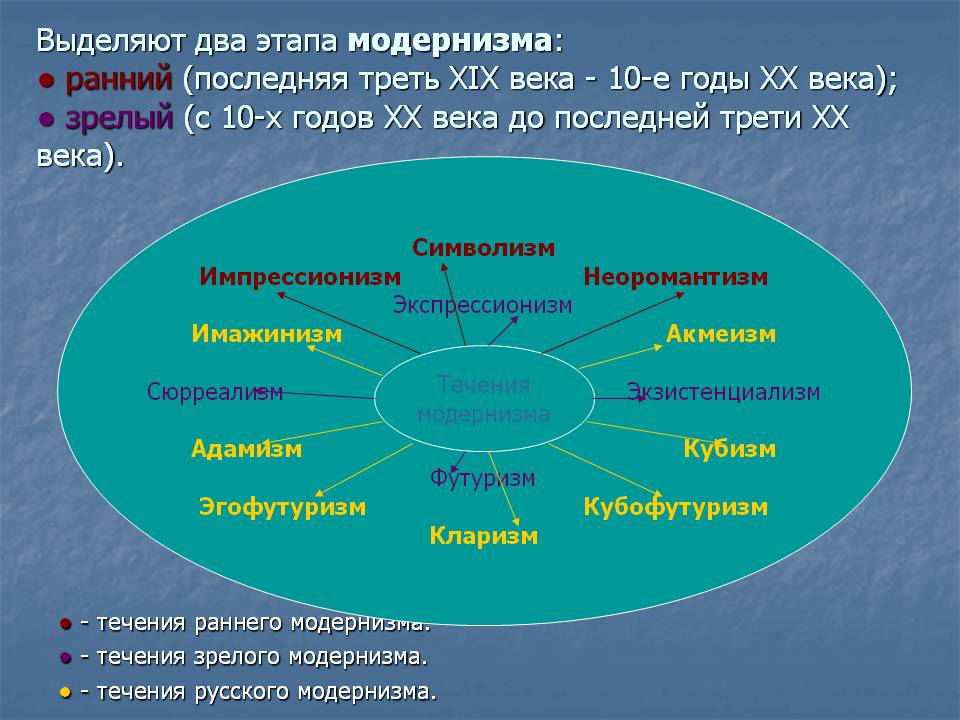 Выделяют два этапа модернизма:
● ранний (последняя треть XIX века - 10-е годы XX века);
● зрелый (с 10-х годов XX века до последней трети XX
века).
Символизм
Импрессионизм Неоромантизм
Экспрессионизм
Имажинизм Акмеизм
Течения
Сюрреализм Экзистенциализм
модернизма
Адамизм Кубизм
Футуризм
Эгофутуризм Кубофутуризм
Кларизм
● - течения раннего модернизма.
● - течения зрелого модернизма.
● - течения русского модернизма.